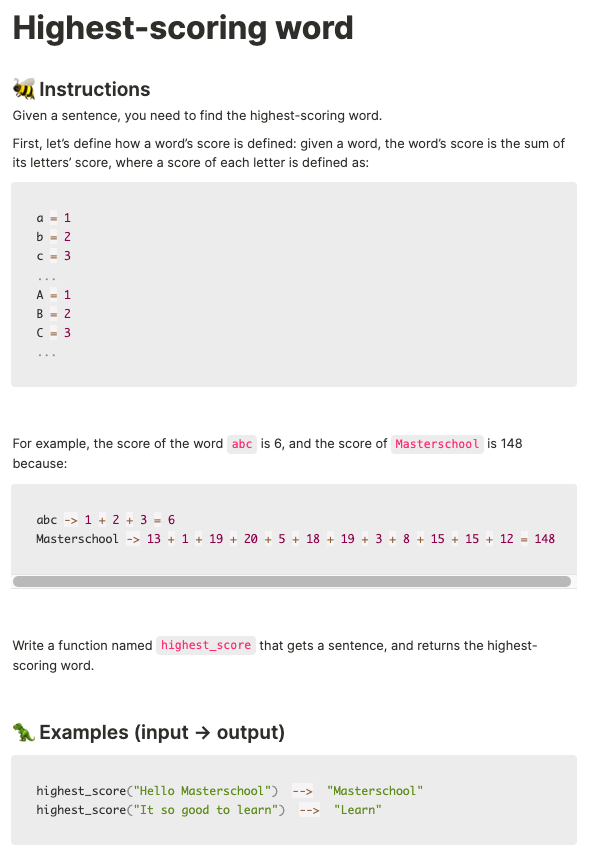 Highest-scoring word
🐝 Instructions
Given a sentence, you need to find the highest-scoring word.
First, let’s define how a word’s score is defined: given a word, the word’s score is the sum of
its letters’ score, where a score of each letter is defined as:
a = 1
b = 2
c = 3
...
A = 1
B = 2
C = 3
...
For example, the score of the word abc is 6, and the score of Masterschool is 148
because:
abc -> 1 + 2 + 3 = 6
Masterschool -> 13 + 1 + 19 + 20 + 5 + 18 + 19 + 3 + 8 + 15 + 15 + 12 = 148
Write a function named highest_score that gets a sentence, and returns the highest-
scoring word.
🦖 Examples (input → output)
highest_score("Hello Masterschool") --> "Masterschool"
highest_score("It so good to learn") --> "Learn"